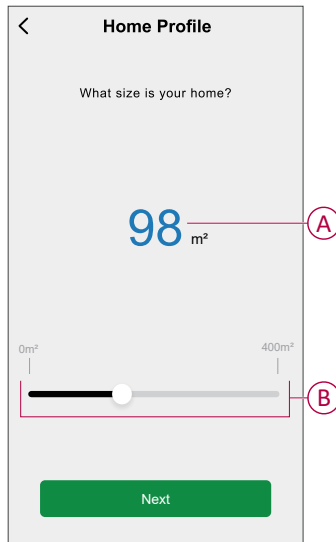 Home Profile
What size is your home?
98 m²
A
0m² 400m²
B
Next